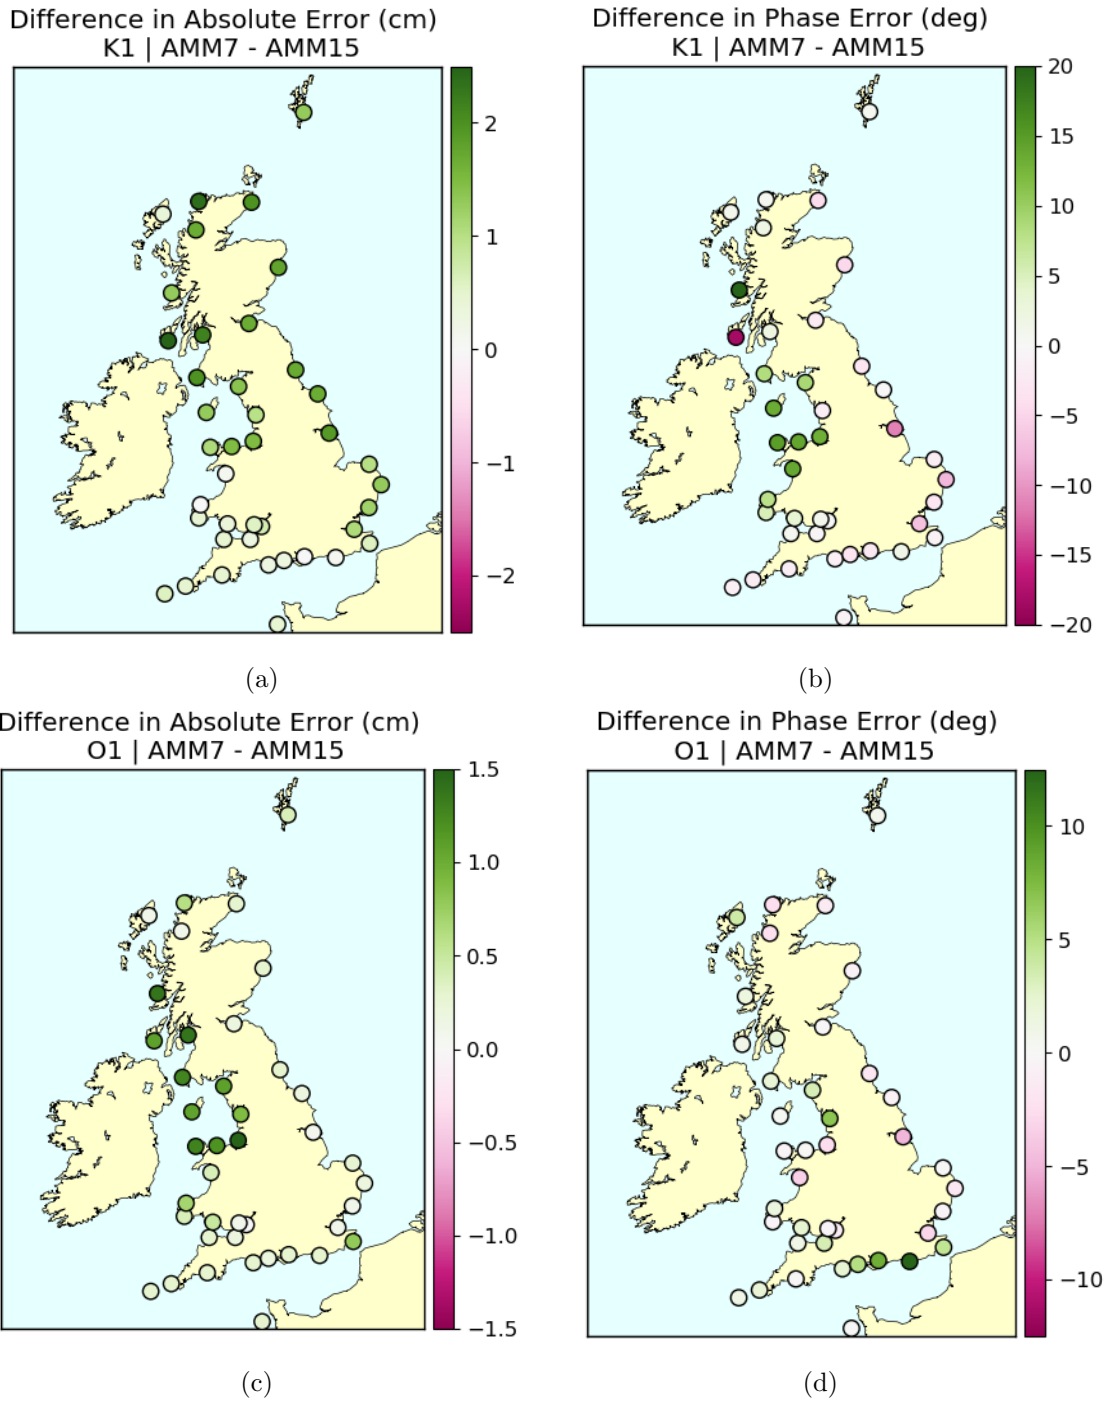 Difference in Absolute Error (cm)
K1 | AMM7 - AMM15
2
1
0
−1
−2
(a)
Difference in Phase Error (deg)
K1 | AMM7 - AMM15
20
15
10
5
0
−5
−10
−15
−20
(b)
Difference in Absolute Error (cm)
O1 | AMM7 - AMM15
1.5
1.0
0.5
0.0
−0.5
−1.0
−1.5
(c)
Difference in Phase Error (deg)
O1 | AMM7 - AMM15
10
5
0
−5
−10
(d)